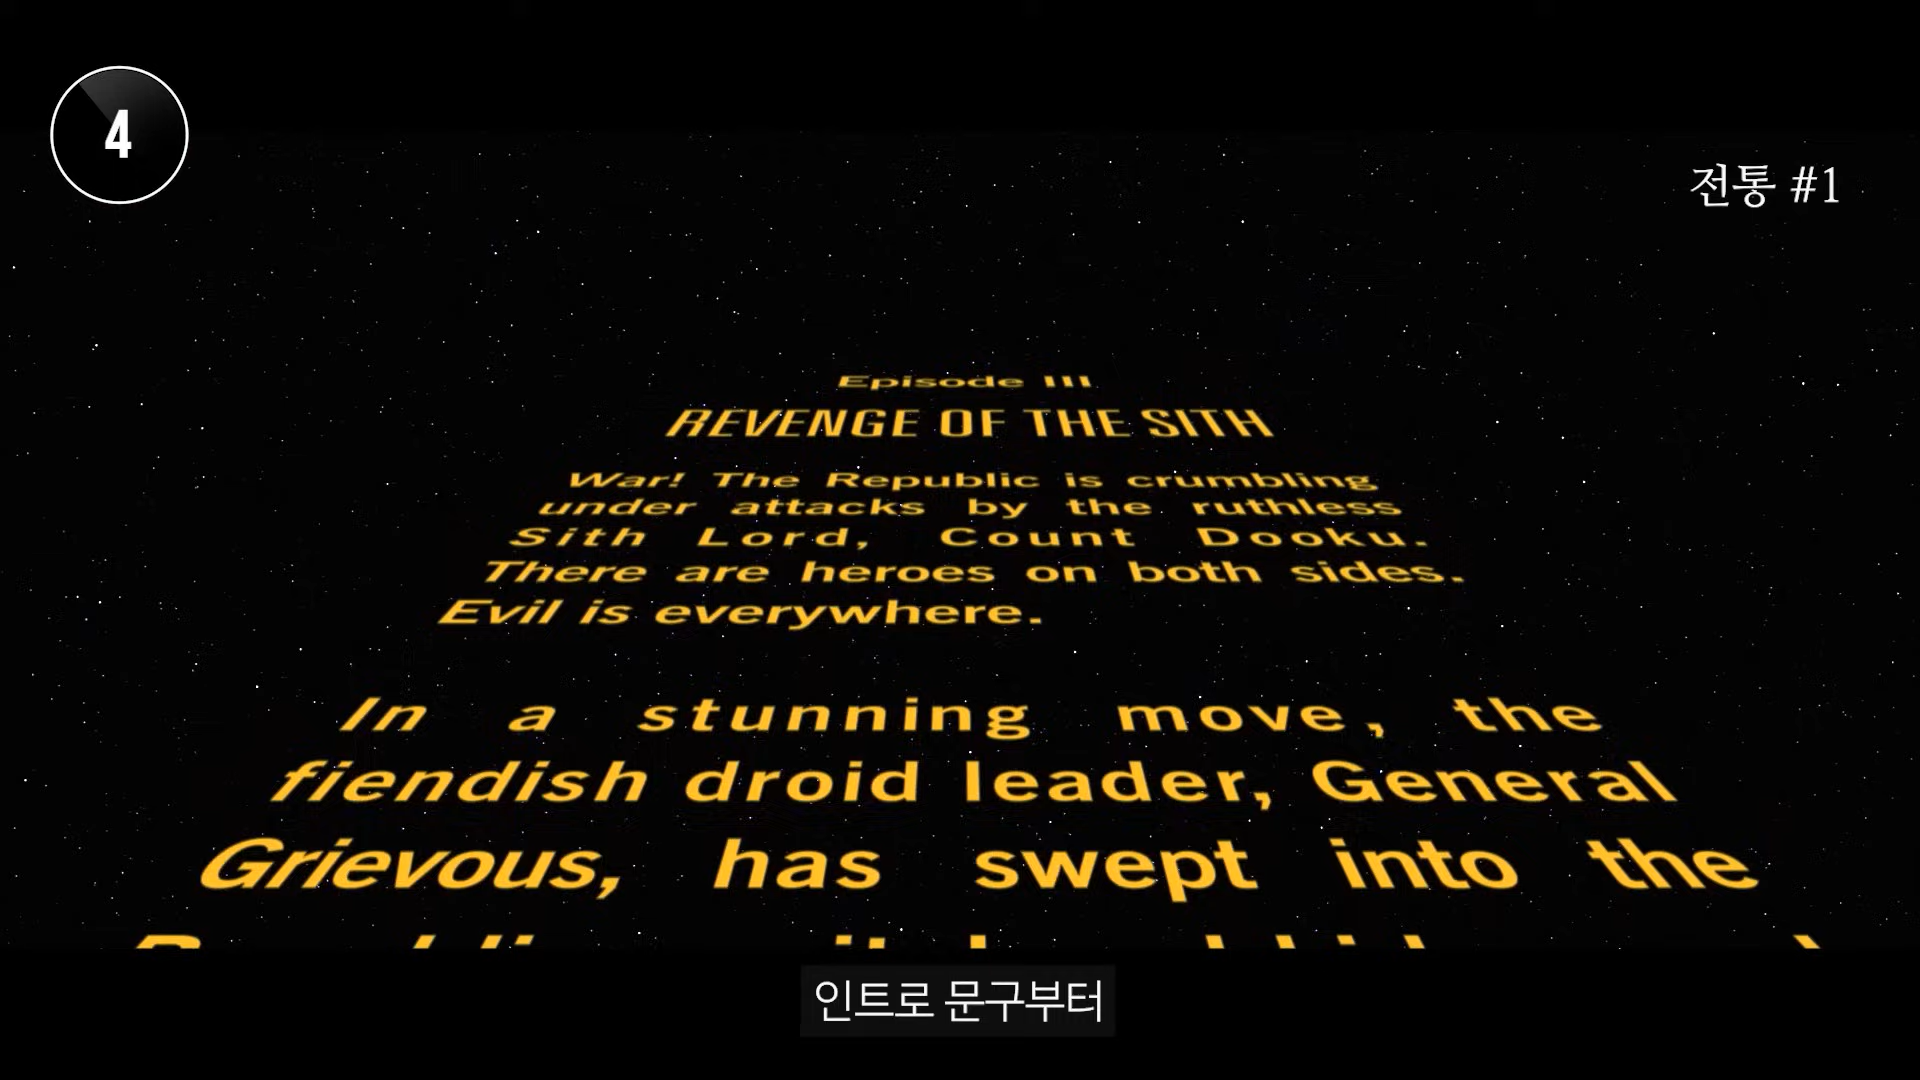 4
전통 #1
Episode III
REVENGE OF THE SITH
War! The Republic is crumbling
under attacks by the ruthless
Sith Lord, Count Dooku.
There are heroes on both sides.
Evil is everywhere.
In a stunning move, the
fiendish droid leader, General
Grievous, has swept into the
인트로 문구부터